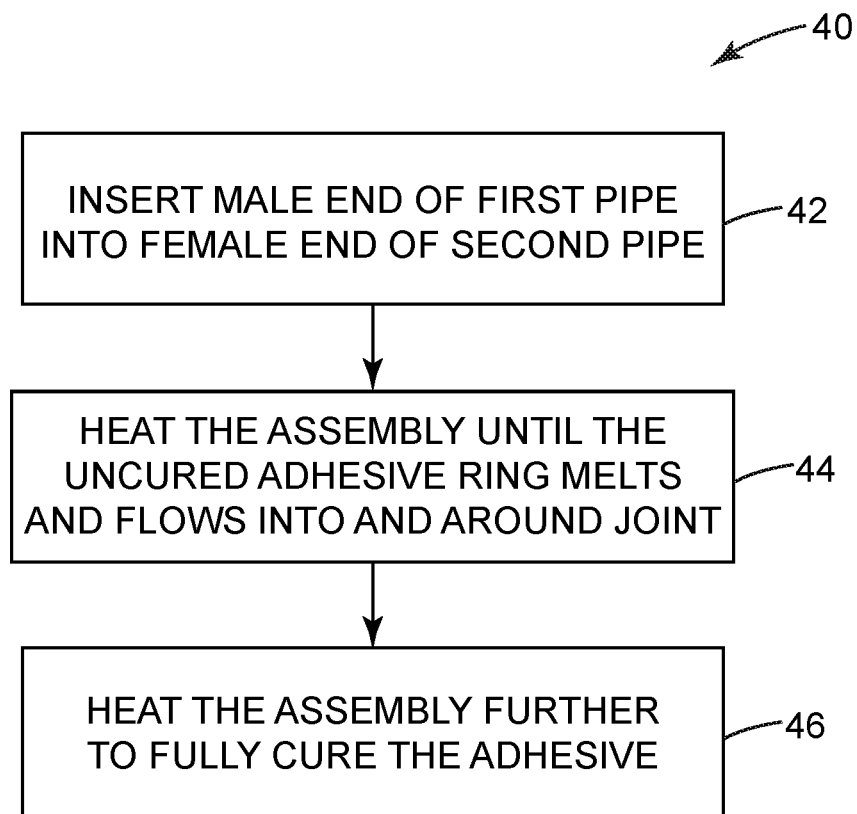 40
INSERT MALE END OF FIRST PIPE
INTO FEMALE END OF SECOND PIPE
42
HEAT THE ASSEMBLY UNTIL THE
UNCURED ADHESIVE RING MELTS
AND FLOWS INTO AND AROUND JOINT
44
HEAT THE ASSEMBLY FURTHER
TO FULLY CURE THE ADHESIVE
46